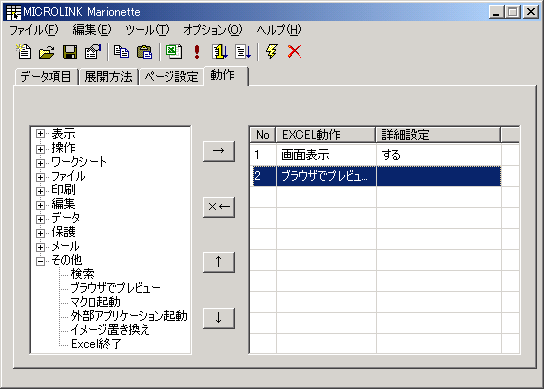 MICROLINK Marionette
ファイル(F) 編集(E) ツール(T) オプション(O) ヘルプ(H)
データ項目 展開方法 ページ設定 動作
表示
操作
ワークシート
ファイル
印刷
編集
データ
保護
メール
その他
検索
ブラウザでプレビュー
マクロ起動
外部アプリケーション起動
イメージ置き換え
Excel終了
→
×←
↑
↓
No EXCEL動作 詳細設定
1 画面表示 する
2 ブラウザでプレビュ...